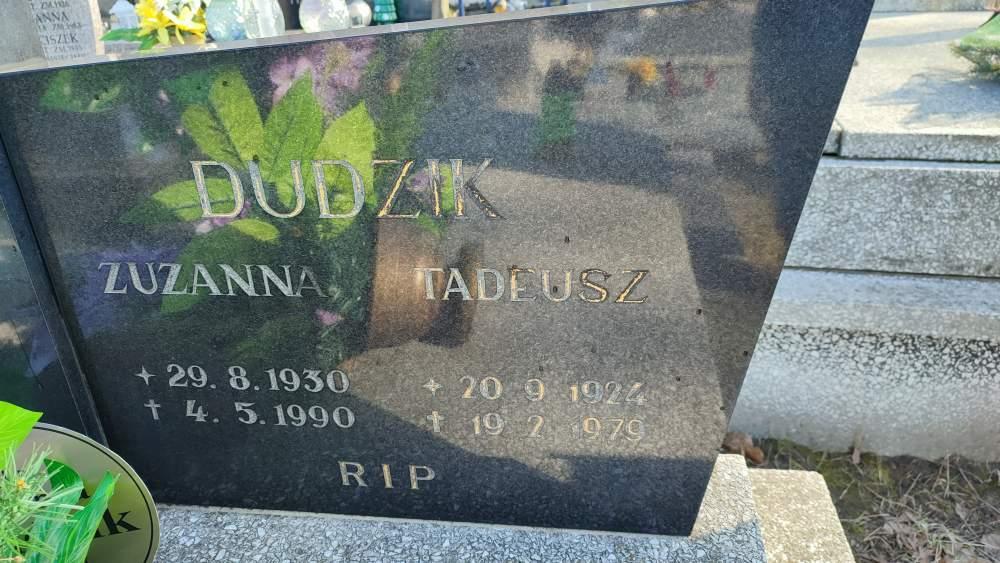 DUDZIK
ZUZANNA TADEUSZ
29.8.1930 20 9 1924
† 4.5.1990 † 19 2 1979
RIP